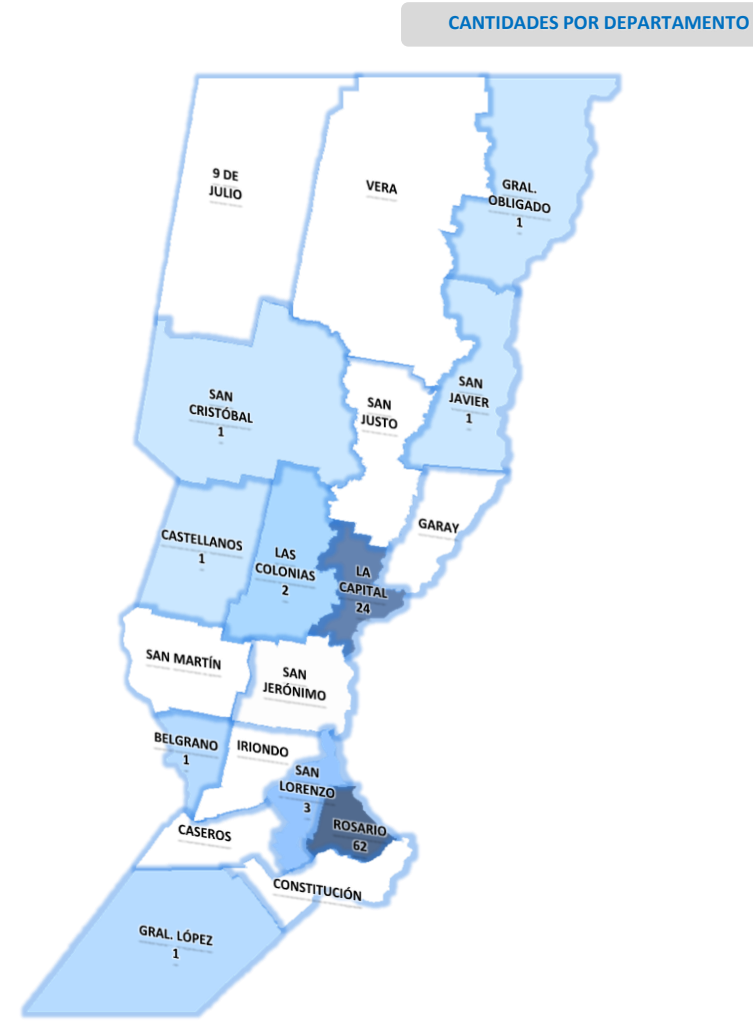 CANTIDADES POR DEPARTAMENTO
9 DE
JULIO
VERA
GRAL.
OBLIGADO
1
SAN
CRISTÓBAL
1
SAN
JUSTO
SAN
JAVIER
1
CASTELLANOS
1
LAS
COLONIAS
2
LA
CAPITAL
24
GARAY
SAN MARTÍN
SAN
JERÓNIMO
BELGRANO
1
IRIONDO
SAN
LORENZO
3
ROSARIO
62
CASEROS
CONSTITUCIÓN
GRAL. LÓPEZ
1